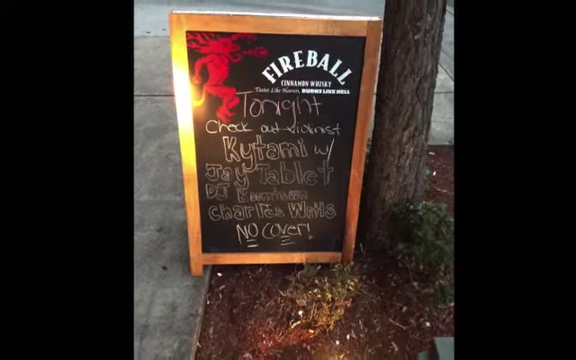 FIREBALL
CINNAMON WHISKY
Tastes Like Heaven, BURNS LIKE HELL
Tonight
Check out violinist
Kytami w/
Jay Tablet
DJ
Charles Watts
NO COVER!